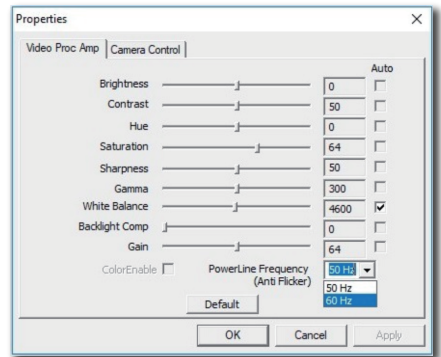 Properties
Video Proc Amp Camera Control
Auto
Brightness 0
Contrast 50
Hue 0
Saturation 64
Sharpness 50
Gamma 300
White Balance 4600
Backlight Comp 0
Gain 64
ColorEnable PowerLine Frequency 50 Hz
(Anti Flicker)
50 Hz
60 Hz
Default
OK Cancel Apply